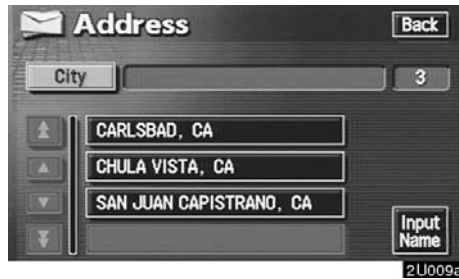 Address
Back
City
3
CARLSBAD, CA
CHULA VISTA, CA
SAN JUAN CAPISTRANO, CA
Input
Name
2U009a